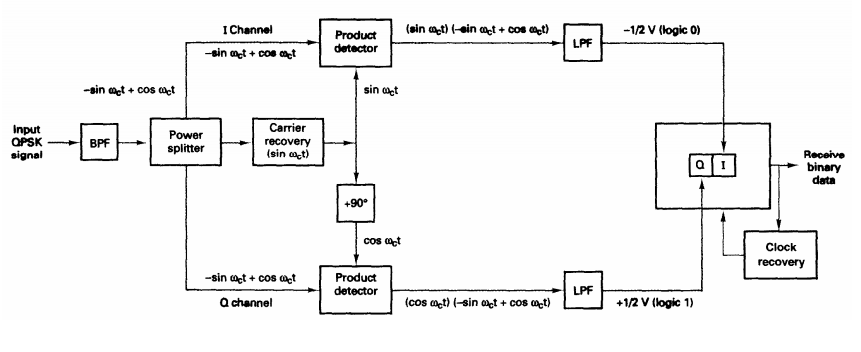 I Channel
−sin ωct + cos ωct
Product
detector
(sin ωct) (−sin ωct + cos ωct)
LPF
−1/2 V (logic 0)
−sin ωct + cos ωct
sin ωct
Input
QPSK
signal
BPF
Power
splitter
Carrier
recovery
(sin ωct)
Q I
Receive
binary
data
+90°
cos ωct
Clock
recovery
−sin ωct + cos ωct
Q channel
Product
detector
(cos ωct) (−sin ωct + cos ωct)
LPF
+1/2 V (logic 1)